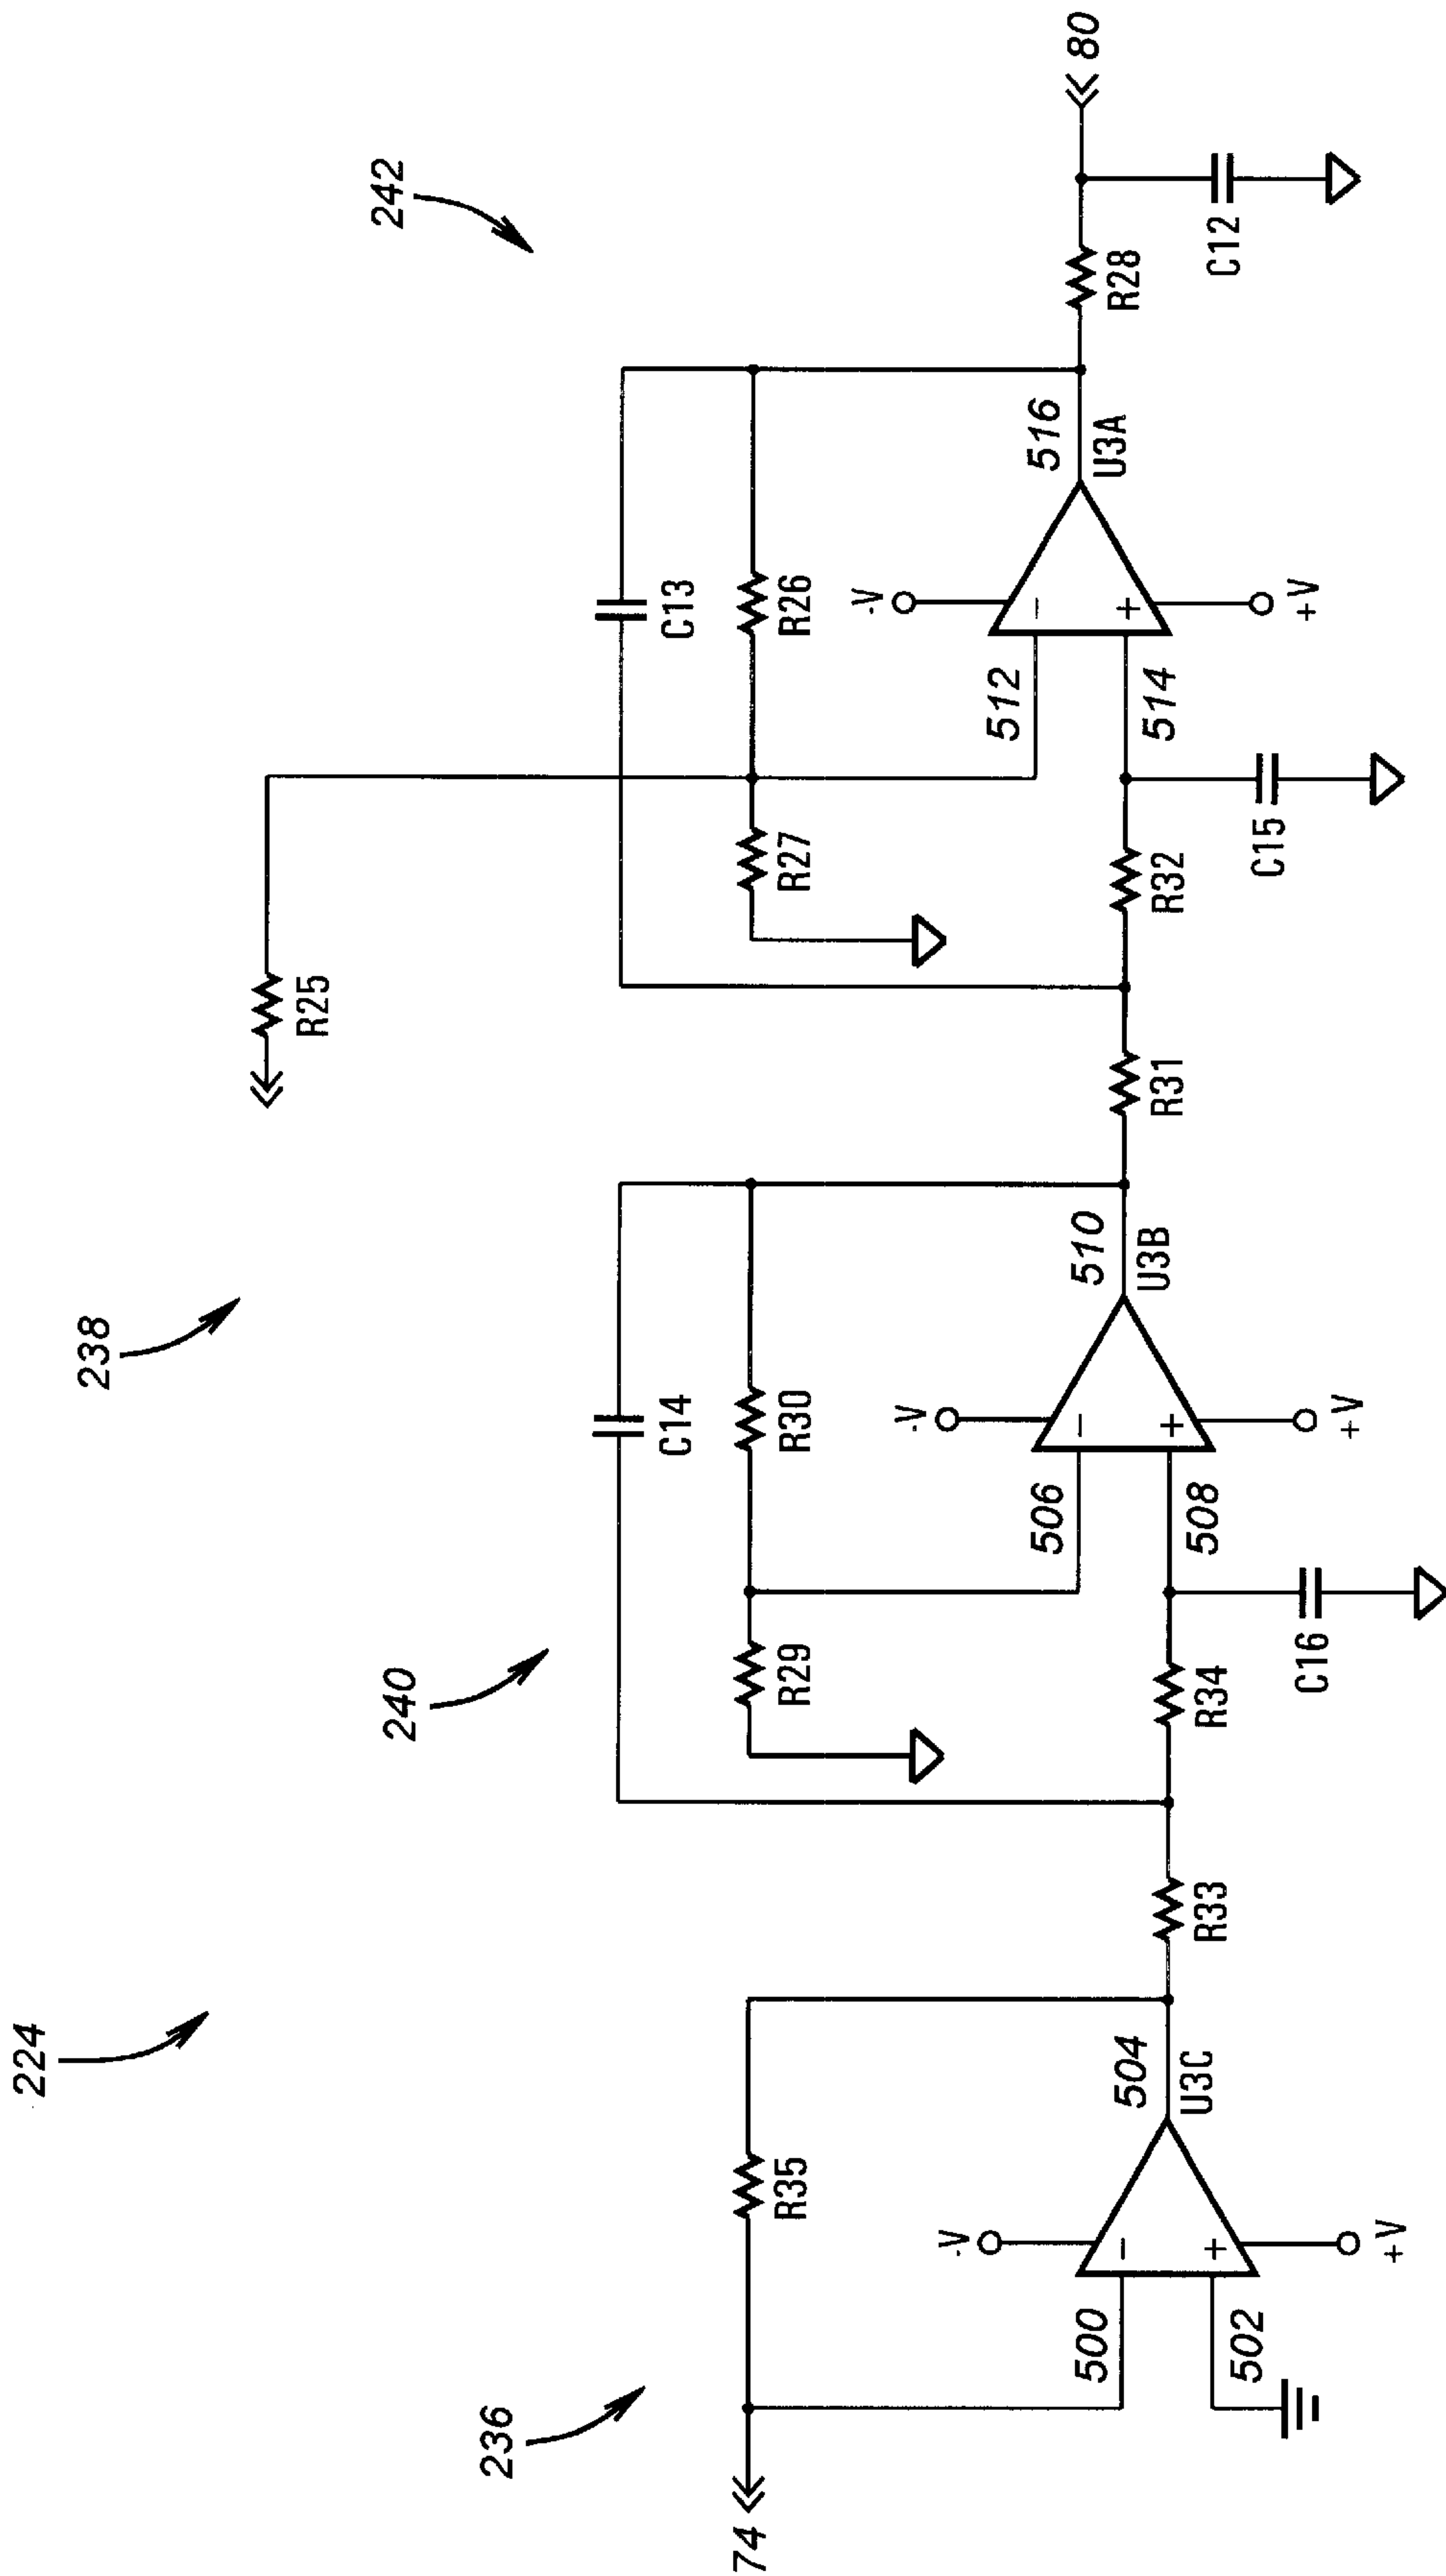 224
238
242
236
240
74
R35
500
502
504
U3C
-V
+V
R33
R34
C16
R29
R30
C14
506
508
510
U3B
-V
+V
R31
R32
C15
R25
R27
R26
C13
512
514
516
U3A
-V
+V
R28
C12
80